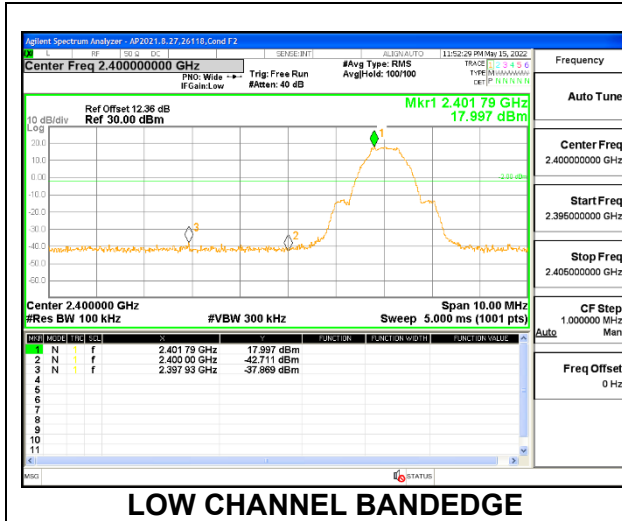 Agilent Spectrum Analyzer - AP2021.8.27,26118,Cond F2
L RF 50 Ω DC SENSE:INT ALIGN AUTO 11:52:29 PM May 15, 2022
Center Freq 2.400000000 GHz #Avg Type: RMS TRACE 1 2 3 4 5 6
PNO: Wide Trig: Free Run Avg|Hold: 100/100 TYPE M
IFGain:Low #Atten: 40 dB DET P N N N N N
Frequency
Auto Tune
Center Freq
2.400000000 GHz
Start Freq
2.395000000 GHz
Stop Freq
2.405000000 GHz
CF Step
1.000000 MHz
Auto Man
Freq Offset
0 Hz
Mkr1 2.401 79 GHz
Ref Offset 12.36 dB
17.997 dBm
10 dB/div Ref 30.00 dBm
Log
1
20.0
10.0
0.00
-10.0
-20.0
-30.0
3
2
-40.0
-50.0
-60.0
Center 2.400000 GHz Span 10.00 MHz
#Res BW 100 kHz #VBW 300 kHz Sweep 5.000 ms (1001 pts)
MKR MODE TRC SCL X Y FUNCTION FUNCTION WIDTH FUNCTION VALUE
1 N 1 f 2.401 79 GHz 17.997 dBm
2 N 1 f 2.400 00 GHz -42.711 dBm
3 N 1 f 2.397 93 GHz -37.869 dBm
4
5
6
7
8
9
10
11
MSG STATUS
LOW CHANNEL BANDEDGE